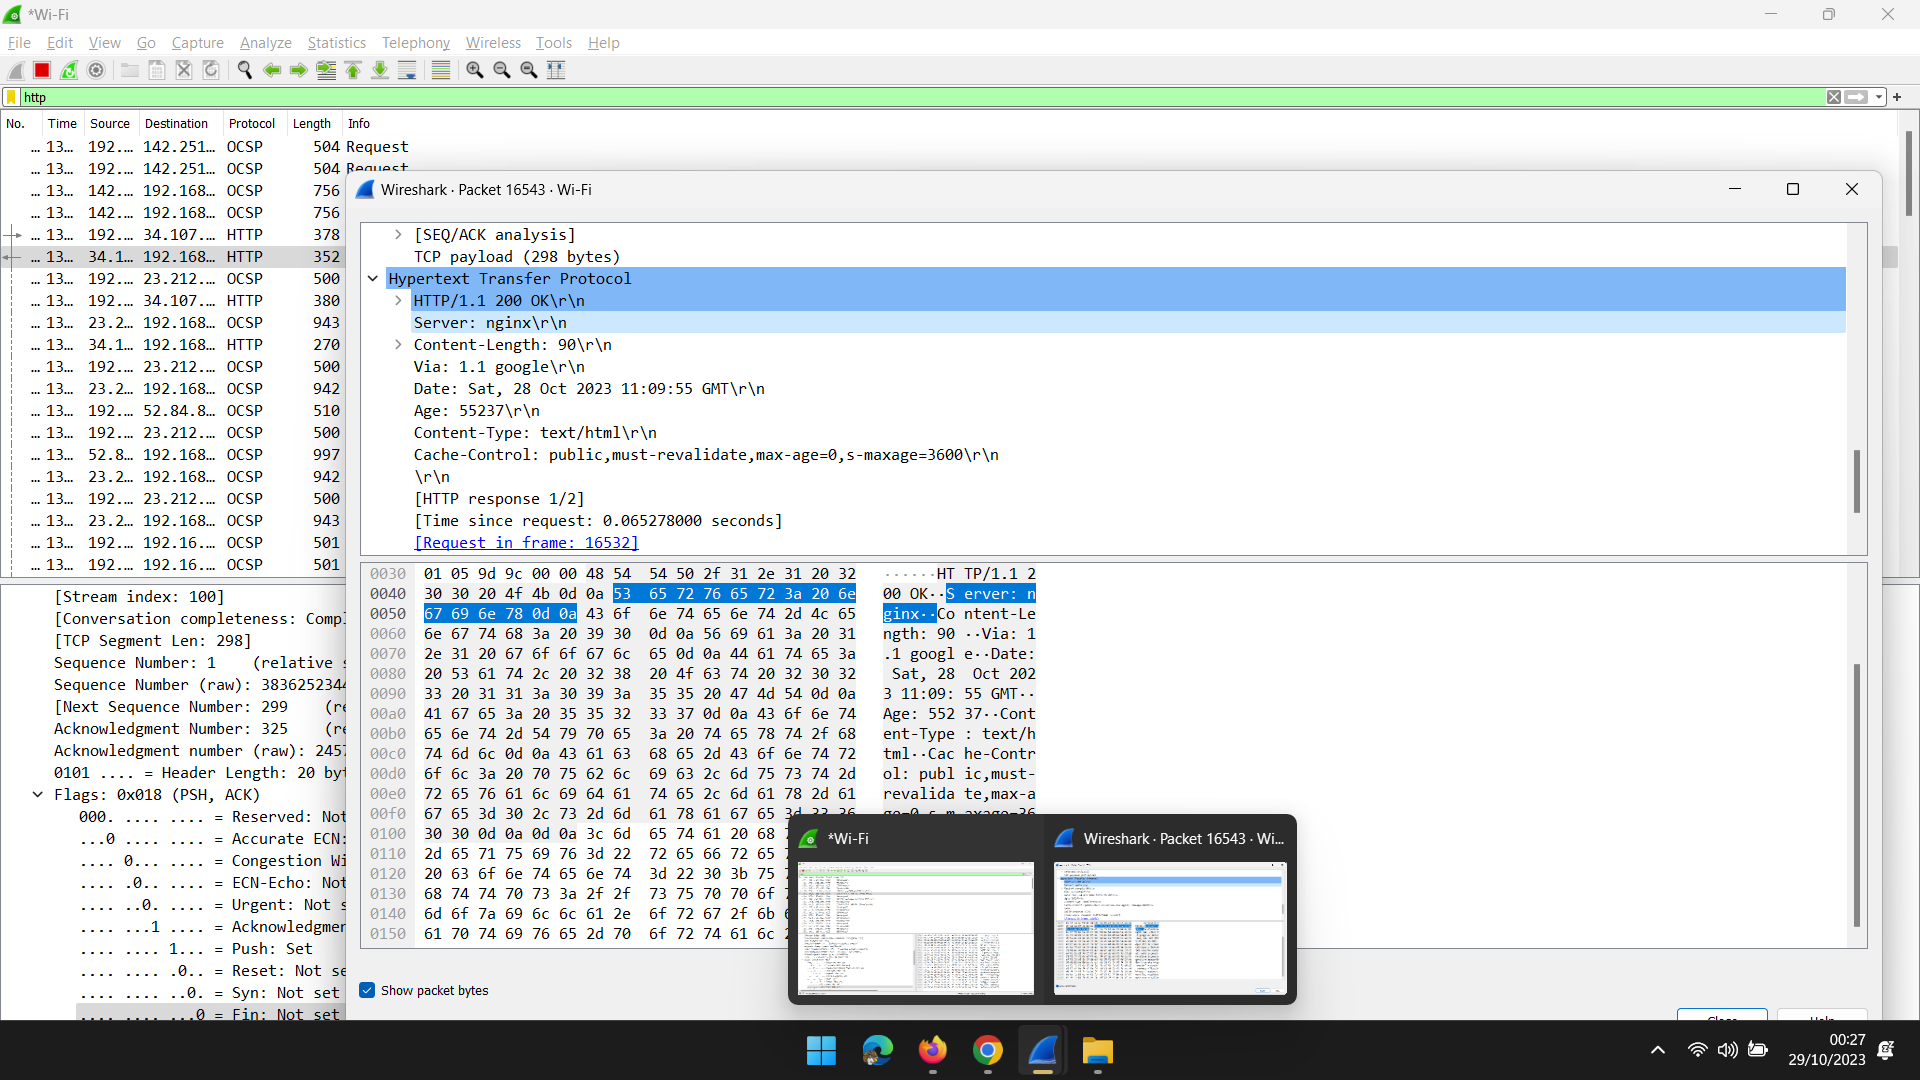 *Wi-Fi
File Edit View Go Capture Analyze Statistics Telephony Wireless Tools Help
http
No. Time Source Destination Protocol Length Info
... 13... 192.... 142.251... OCSP 504 Request
... 13... 192.... 142.251... OCSP 504 Request
... 13... 142.... 192.168... OCSP 756
... 13... 142.... 192.168... OCSP 756
... 13... 192.... 34.107.... HTTP 378
... 13... 34.1... 192.168... HTTP 352
... 13... 192.... 23.212.... OCSP 500
... 13... 192.... 34.107.... HTTP 380
... 13... 23.2... 192.168... OCSP 943
... 13... 34.1... 192.168... HTTP 270
... 13... 192.... 23.212.... OCSP 500
... 13... 23.2... 192.168... OCSP 942
... 13... 192.... 52.84.8... OCSP 510
... 13... 192.... 23.212.... OCSP 500
... 13... 52.8... 192.168... OCSP 997
... 13... 23.2... 192.168... OCSP 942
... 13... 192.... 23.212.... OCSP 500
... 13... 23.2... 192.168... OCSP 943
... 13... 192.... 192.16.... OCSP 501
... 13... 192.... 192.16.... OCSP 501
[Stream index: 100]
[Conversation completeness: Compl
[TCP Segment Len: 298]
Sequence Number: 1 (relative s
Sequence Number (raw): 3836252344
[Next Sequence Number: 299 (re
Acknowledgment Number: 325 (re
Acknowledgment number (raw): 2457
0101 .... = Header Length: 20 byt
Flags: 0x018 (PSH, ACK)
000. .... .... = Reserved: Not
...0 .... .... = Accurate ECN:
.... 0... .... = Congestion Wi
.... .0.. .... = ECN-Echo: Not
.... ..0. .... = Urgent: Not s
.... ...1 .... = Acknowledgmer
.... .... 1... = Push: Set
.... .... .0.. = Reset: Not se
.... .... ..0. = Syn: Not set
.... .... ...0 = Fin: Not set
Wireshark · Packet 16543 · Wi-Fi
[SEQ/ACK analysis]
TCP payload (298 bytes)
Hypertext Transfer Protocol
HTTP/1.1 200 OK\r\n
Server: nginx\r\n
Content-Length: 90\r\n
Via: 1.1 google\r\n
Date: Sat, 28 Oct 2023 11:09:55 GMT\r\n
Age: 55237\r\n
Content-Type: text/html\r\n
Cache-Control: public,must-revalidate,max-age=0,s-maxage=3600\r\n
\r\n
[HTTP response 1/2]
[Time since request: 0.065278000 seconds]
[Request in frame: 16532]
0030 01 05 9d 9c 00 00 48 54 54 50 2f 31 2e 31 20 32 ······HT TP/1.1 2
0040 30 30 20 4f 4b 0d 0a 53 65 72 76 65 72 3a 20 6e 00 OK··S erver: n
0050 67 69 6e 78 0d 0a 43 6f 6e 74 65 6e 74 2d 4c 65 ginx··Co ntent-Le
0060 6e 67 74 68 3a 20 39 30 0d 0a 56 69 61 3a 20 31 ngth: 90 ··Via: 1
0070 2e 31 20 67 6f 6f 67 6c 65 0d 0a 44 61 74 65 3a .1 googl e··Date:
0080 20 53 61 74 2c 20 32 38 20 4f 63 74 20 32 30 32 Sat, 28 Oct 202
0090 33 20 31 31 3a 30 39 3a 35 35 20 47 4d 54 0d 0a 3 11:09: 55 GMT··
00a0 41 67 65 3a 20 35 35 32 33 37 0d 0a 43 6f 6e 74 Age: 552 37··Cont
00b0 65 6e 74 2d 54 79 70 65 3a 20 74 65 78 74 2f 68 ent-Type : text/h
00c0 74 6d 6c 0d 0a 43 61 63 68 65 2d 43 6f 6e 74 72 tml··Cac he-Contr
00d0 6f 6c 3a 20 70 75 62 6c 69 63 2c 6d 75 73 74 2d ol: publ ic,must-
00e0 72 65 76 61 6c 69 64 61 74 65 2c 6d 61 78 2d 61 revalida te,max-a
00f0 67 65 3d 30 2c 73 2d 6d 61 78 61 67 65 3d 33 36 ge=0,s-m axage=36
0100 30 30 0d 0a 0d 0a 3c 6d 65 74 61 20 68 7
0110 2d 65 71 75 69 76 3d 22 72 65 66 72 65 7
0120 20 63 6f 6e 74 65 6e 74 3d 22 30 3b 75 7
0130 68 74 74 70 73 3a 2f 2f 73 75 70 70 6f 7
0140 6d 6f 7a 69 6c 6c 61 2e 6f 72 67 2f 6b 6
0150 61 70 74 69 76 65 2d 70 6f 72 74 61 6c 2
Show packet bytes
Close Help
*Wi-Fi
Wireshark · Packet 16543 · Wi...
00:27
29/10/2023